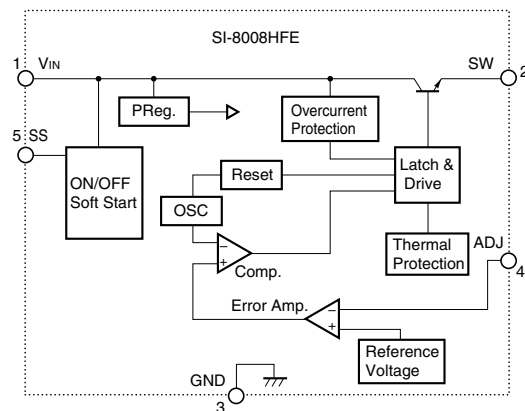 SI-8008HFE
1 VIN
SW 2
PReg.
Overcurrent
Protection
5 SS
ON/OFF
Soft Start
Reset
Latch &
Drive
OSC
Comp.
Thermal
Protection
ADJ
4
Error Amp.
Reference
Voltage
GND
3
−
+
−
+